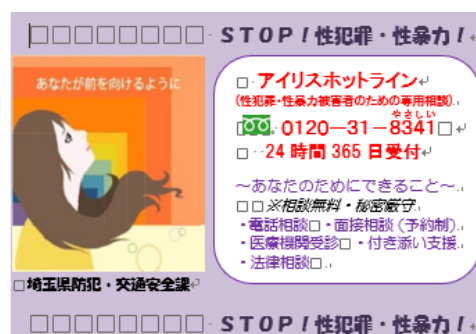 STOP！性犯罪・性暴力！
あなたが前を向けるように
アイリスホットライン
(性犯罪・性暴力被害者のための専用相談)
やさしい
0120―31－8341
24時間365日受付
～あなたのためにできること～
※相談無料・秘密厳守
・電話相談 ・面接相談（予約制）
・医療機関受診 ・付き添い支援
・法律相談
埼玉県防犯・交通安全課
STOP！性犯罪・性暴力！